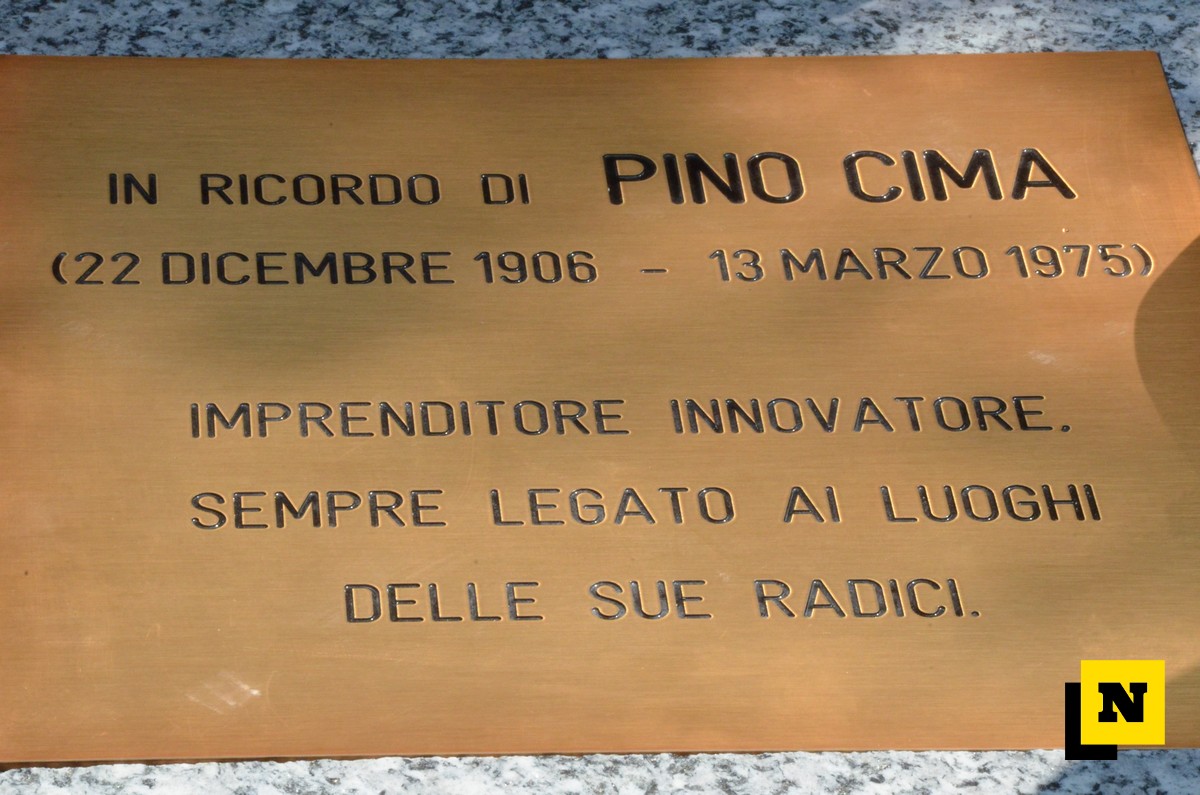 IN RICORDO DI PINO CIMA
(22 DICEMBRE 1906 - 13 MARZO 1975)
IMPRENDITORE INNOVATORE.
SEMPRE LEGATO AI LUOGHI
DELLE SUE RADICI.
N